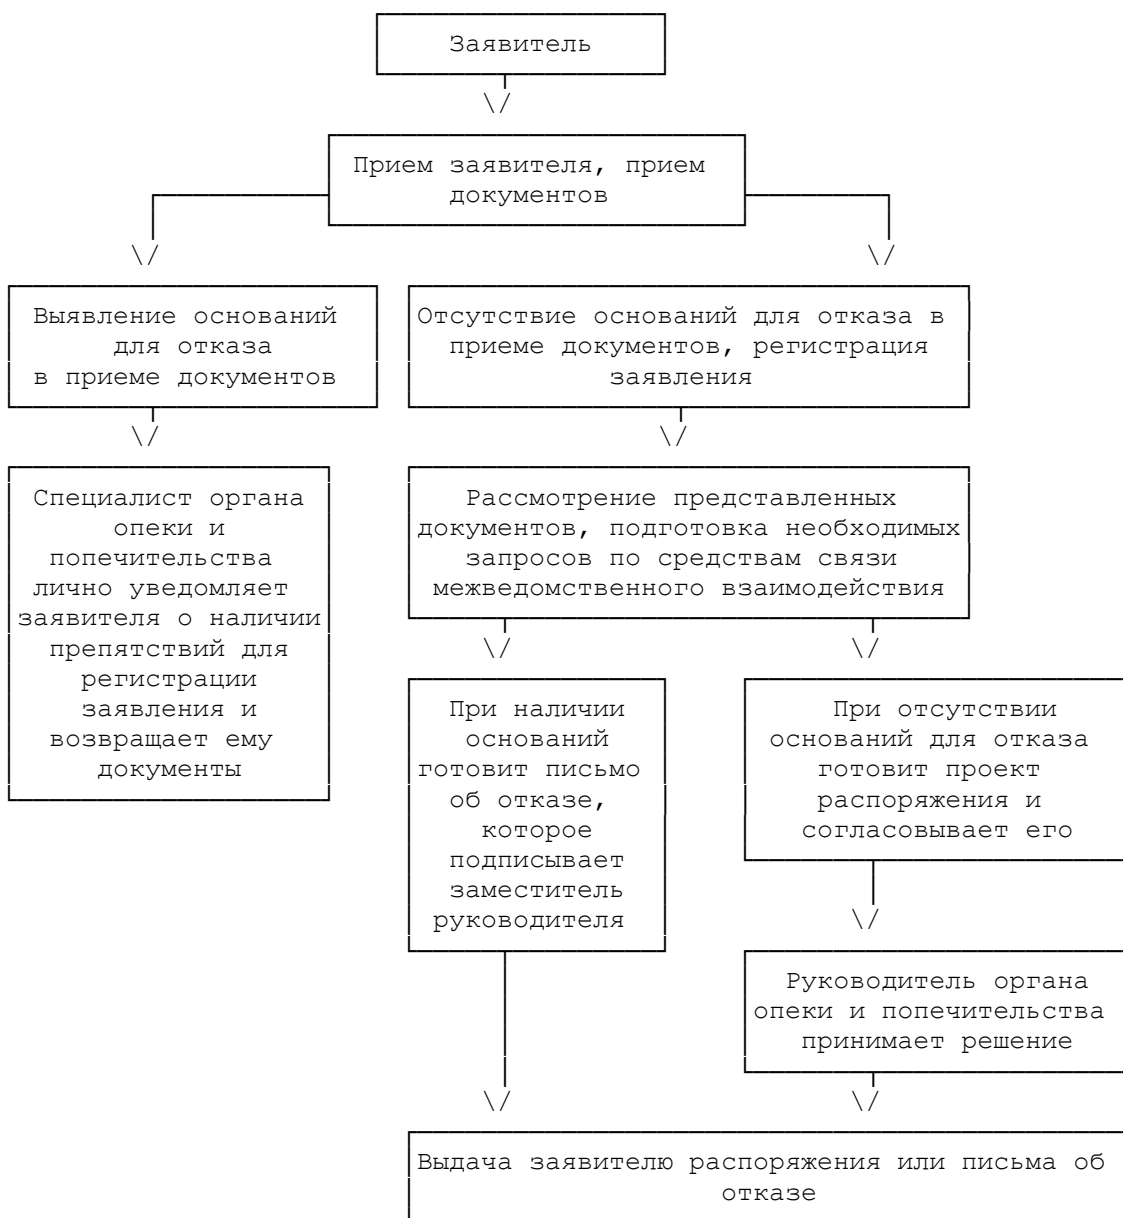 Заявитель
Прием заявителя, прием
документов
Выявление оснований
для отказа
в приеме документов
Отсутствие оснований для отказа в
приеме документов, регистрация
заявления
Специалист органа
опеки и
попечительства
лично уведомляет
заявителя о наличии
препятствий для
регистрации
заявления и
возвращает ему
документы
Рассмотрение представленных
документов, подготовка необходимых
запросов по средствам связи
межведомственного взаимодействия
При наличии
оснований
готовит письмо
об отказе,
которое
подписывает
заместитель
руководителя
При отсутствии
оснований для отказа
готовит проект
распоряжения и
согласовывает его
Руководитель органа
опеки и попечительства
принимает решение
Выдача заявителю распоряжения или письма об
отказе